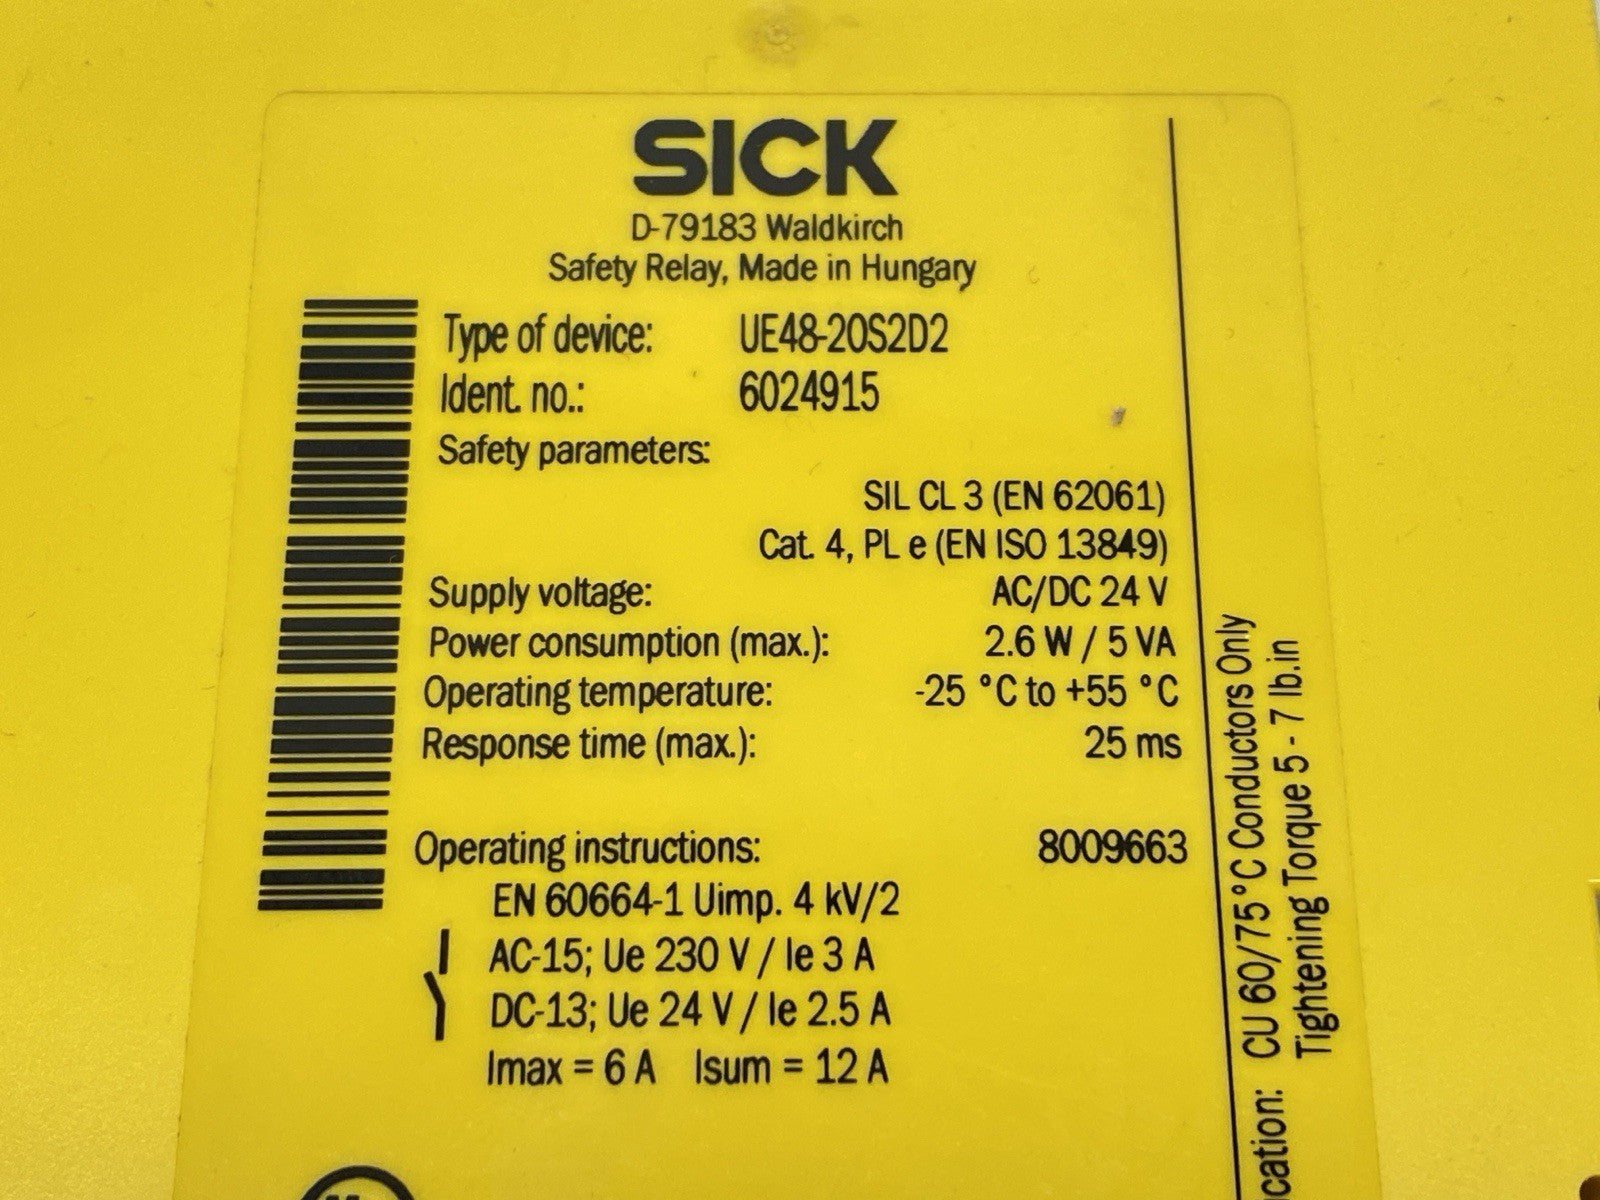 SICK
D-79183 Waldkirch
Safety Relay, Made in Hungary
Type of device: UE48-2OS2D2
Ident. no.: 6024915
Safety parameters:
SIL CL 3 (EN 62061)
Cat. 4, PL e (EN ISO 13849)
Supply voltage: AC/DC 24 V
Power consumption (max.): 2.6 W / 5 VA
Operating temperature: -25 °C to +55 °C
Response time (max.): 25 ms
Operating instructions: 8009663
EN 60664-1 Uimp. 4 kV/2
AC-15; Ue 230 V / Ie 3 A
DC-13; Ue 24 V / Ie 2.5 A
Imax = 6 A Isum = 12 A
CU 60/75°C Conductors Only
Tightening Torque 5 - 7 lb.in